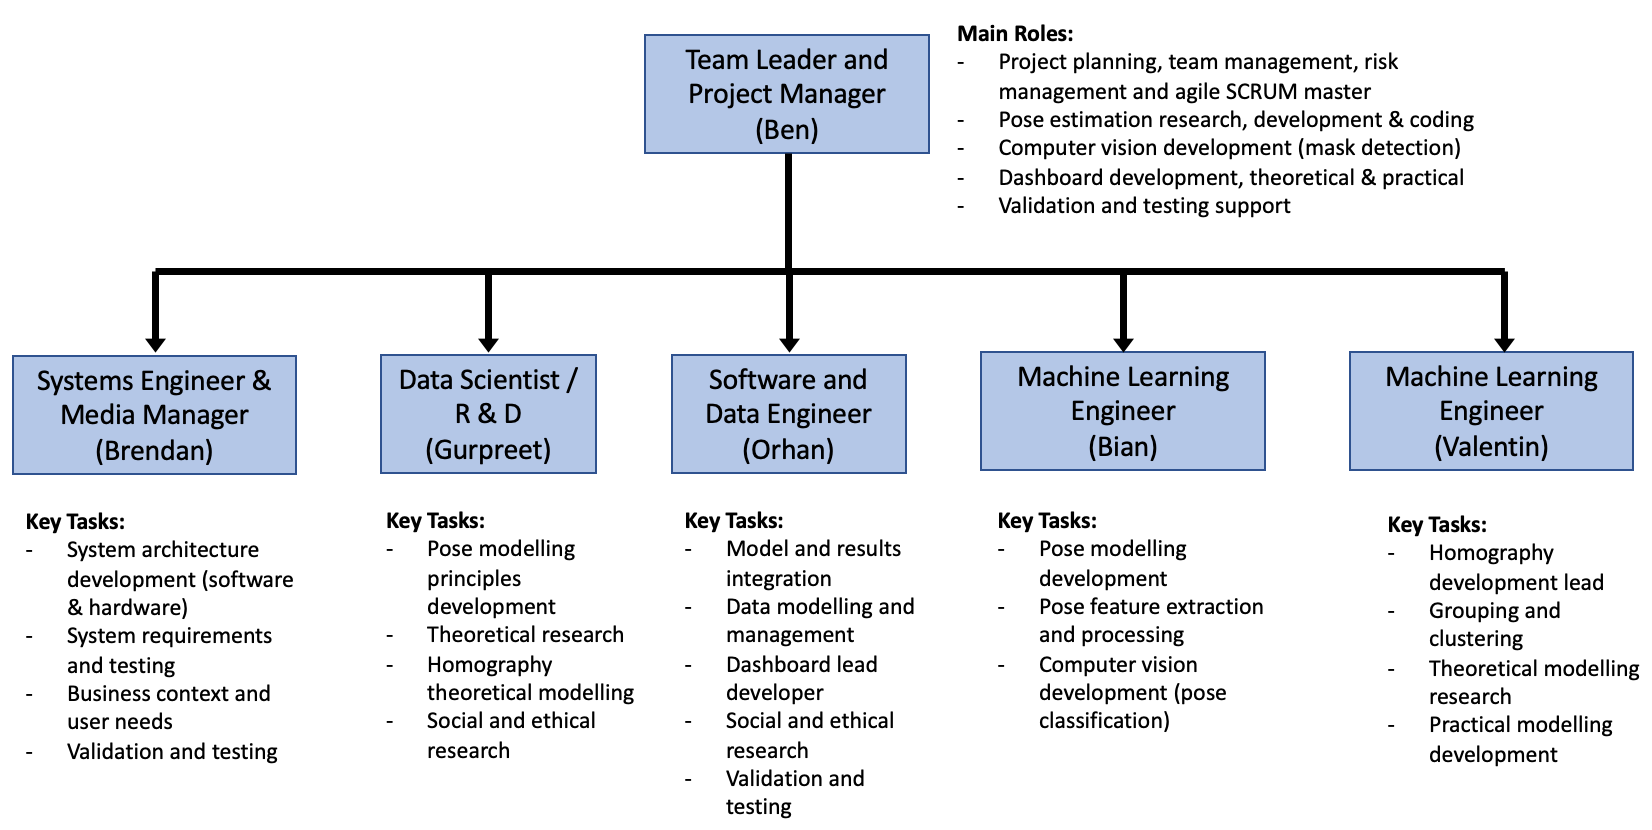 Team Leader and
Project Manager
(Ben)
Main Roles:
- Project planning, team management, risk
management and agile SCRUM master
- Pose estimation research, development & coding
- Computer vision development (mask detection)
- Dashboard development, theoretical & practical
- Validation and testing support
Systems Engineer &
Media Manager
(Brendan)
Key Tasks:
- System architecture
development (software
& hardware)
- System requirements
and testing
- Business context and
user needs
- Validation and testing
Data Scientist /
R & D
(Gurpreet)
Key Tasks:
- Pose modelling
principles
development
- Theoretical research
- Homography
theoretical modelling
- Social and ethical
research
Software and
Data Engineer
(Orhan)
Key Tasks:
- Model and results
integration
- Data modelling and
management
- Dashboard lead
developer
- Social and ethical
research
- Validation and
testing
Machine Learning
Engineer
(Bian)
Key Tasks:
- Pose modelling
development
- Pose feature extraction
and processing
- Computer vision
development (pose
classification)
Machine Learning
Engineer
(Valentin)
Key Tasks:
- Homography
development lead
- Grouping and
clustering
- Theoretical modelling
research
- Practical modelling
development